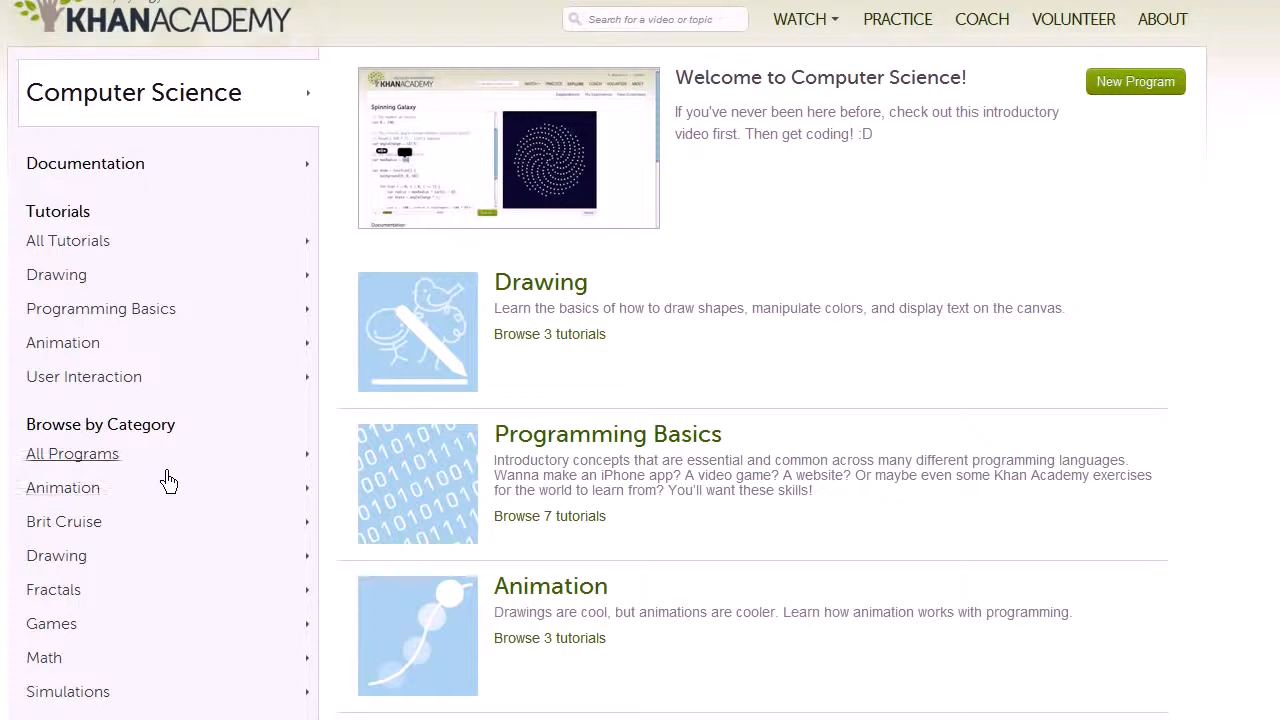 KHANACADEMY
Search for a video or topic
WATCH
PRACTICE
COACH
VOLUNTEER
ABOUT
Computer Science
Documentation
Tutorials
All Tutorials
Drawing
Programming Basics
Animation
User Interaction
Browse by Category
All Programs
Animation
Brit Cruise
Drawing
Fractals
Games
Math
Simulations
KHANACADEMY
Spinning Galaxy
Documentation
Welcome to Computer Science!
If you've never been here before, check out this introductory
video first. Then get coding! :D
New Program
Drawing
Learn the basics of how to draw shapes, manipulate colors, and display text on the canvas.
Browse 3 tutorials
Programming Basics
Introductory concepts that are essential and common across many different programming languages.
Wanna make an iPhone app? A video game? A website? Or maybe even some Khan Academy exercises
for the world to learn from? You'll want these skills!
Browse 7 tutorials
Animation
Drawings are cool, but animations are cooler. Learn how animation works with programming.
Browse 3 tutorials